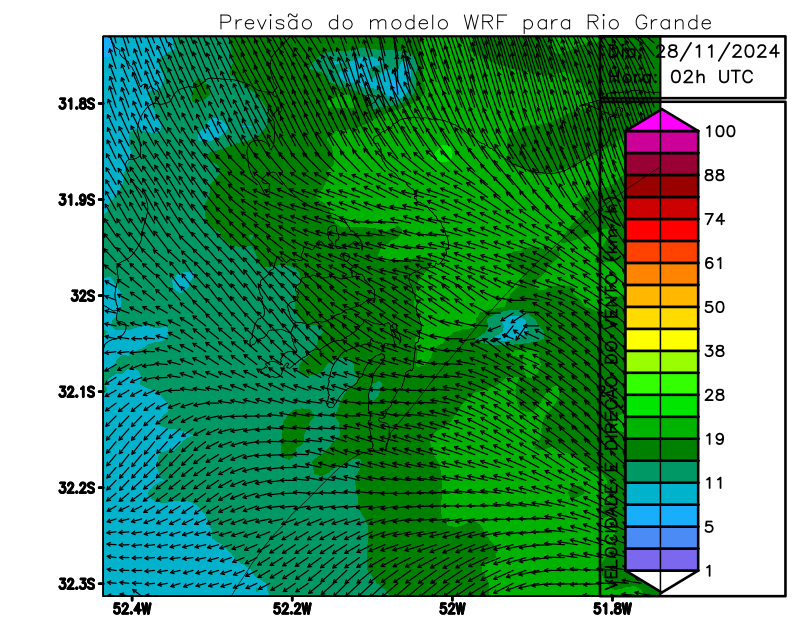 Previsão do modelo WRF para Rio Grande
Dia: 28/11/2024
Hora: 02h UTC
VELOCIDADE E DIREÇÃO DO VENTO (km/h)
100
88
74
61
50
38
28
19
11
5
1
31.8S
31.9S
32S
32.1S
32.2S
32.3S
52.4W
52.2W
52W
51.8W